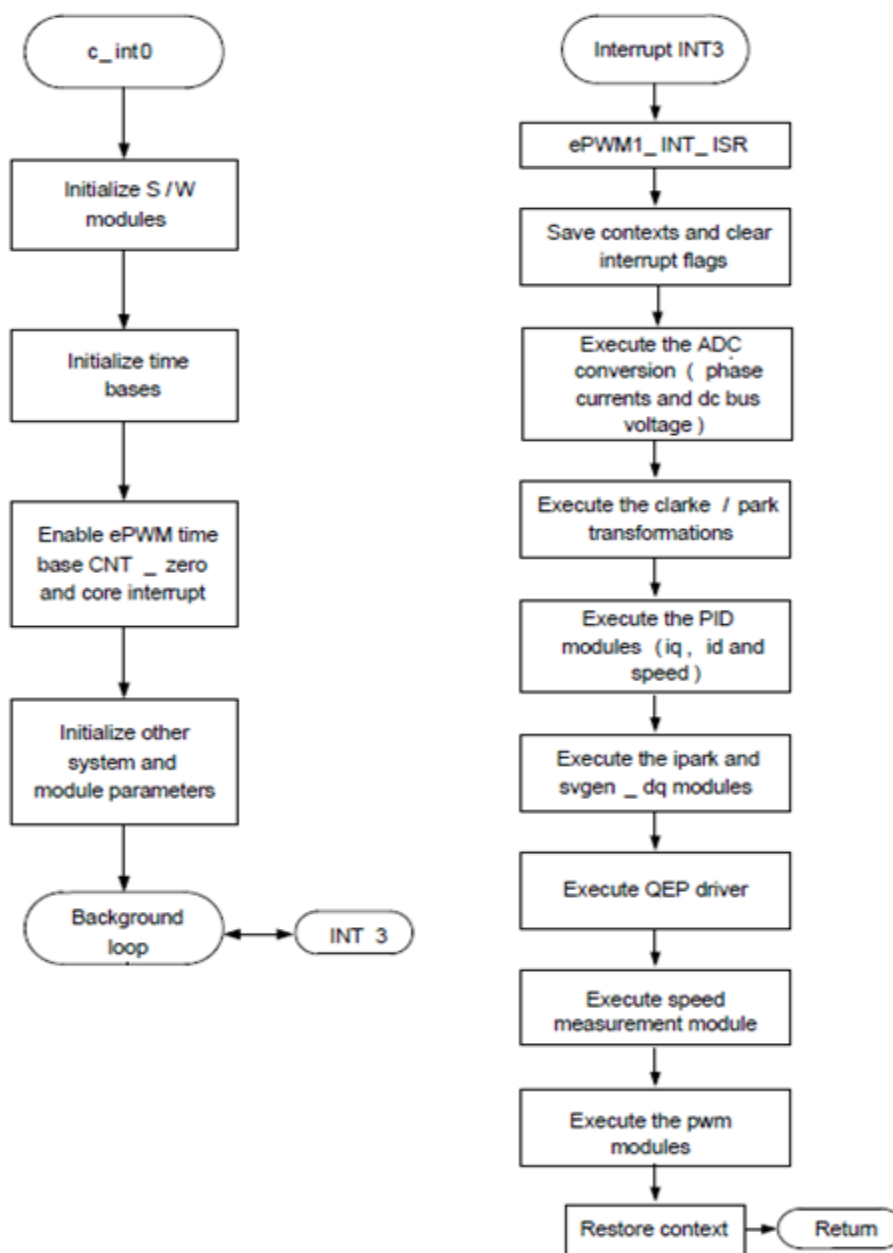 c_int0
Initialize S / W
modules
Initialize time
bases
Enable ePWM time
base CNT _ zero
and core interrupt
Initialize other
system and
module parameters
Background
loop
INT 3
Interrupt INT3
ePWM1_ INT_ ISR
Save contexts and clear
interrupt flags
Execute the ADC
conversion ( phase
currents and dc bus
voltage )
Execute the clarke / park
transformations
Execute the PID
modules ( iq , id and
speed )
Execute the ipark and
svgen _ dq modules
Execute QEP driver
Execute speed
measurement module
Execute the pwm
modules
Restore context
Return